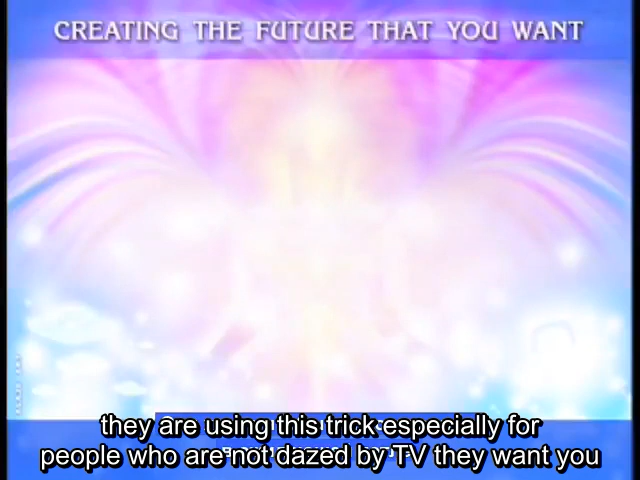 CREATING THE FUTURE THAT YOU WANT
they are using this trick especially for
people who are not dazed by TV they want you